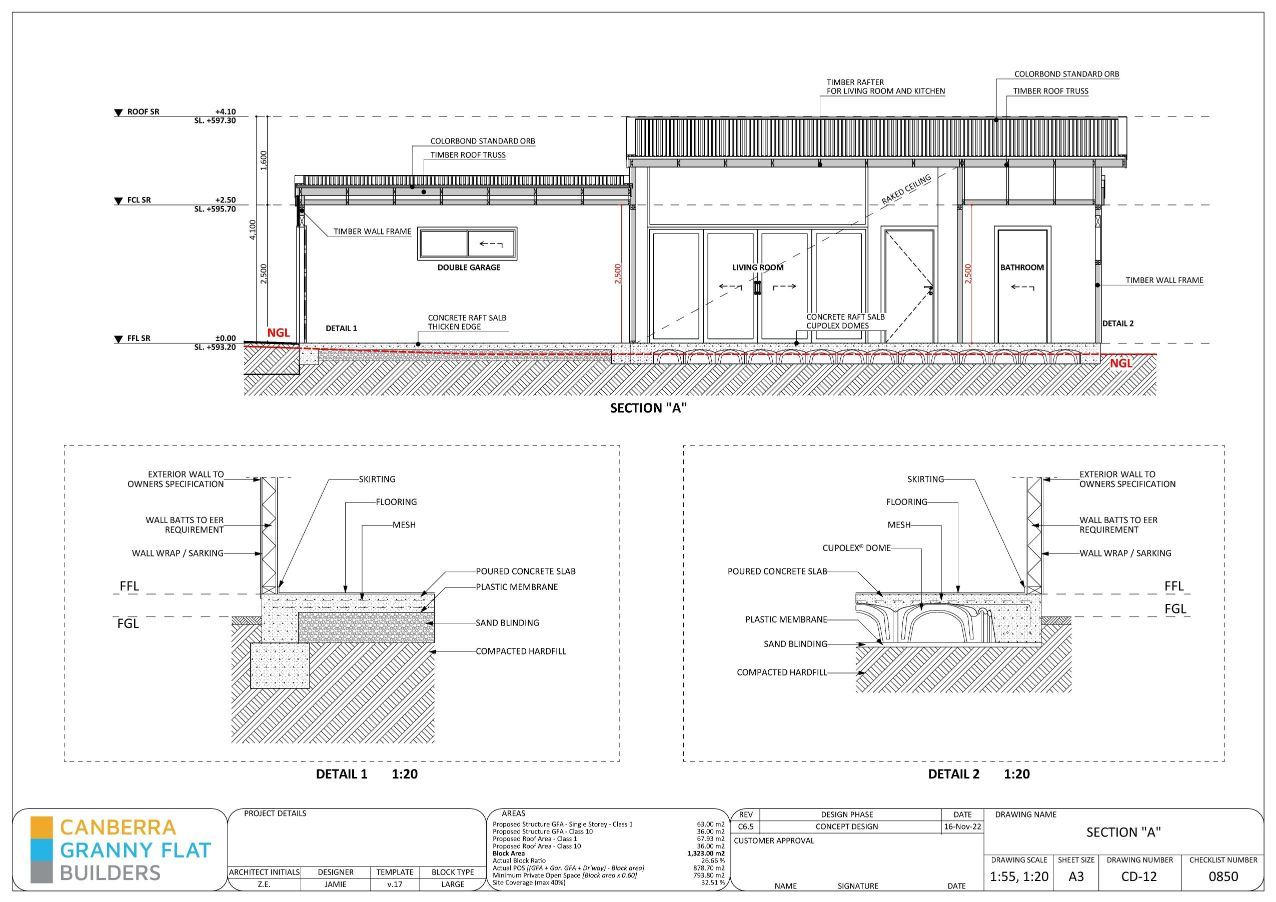 COLORBOND STANDARD ORB
TIMBER RAFTER
FOR LIVING ROOM AND KITCHEN
TIMBER ROOF TRUSS
ROOF SR +4.10
SL. +597.30
COLORBOND STANDARD ORB
TIMBER ROOF TRUSS
1,600
FCL SR +2.50
SL. +595.70
RAKED CEILING
4,100
TIMBER WALL FRAME
2,500
DOUBLE GARAGE
2,500
LIVING ROOM
2,500
BATHROOM
TIMBER WALL FRAME
CONCRETE RAFT SALB
THICKEN EDGE
CONCRETE RAFT SALB
CUPOLEX DOMES
NGL
DETAIL 1
DETAIL 2
FFL SR ±0.00
SL. +593.20
NGL
SECTION "A"
EXTERIOR WALL TO
OWNERS SPECIFICATION
SKIRTING
FLOORING
WALL BATTS TO EER
REQUIREMENT
MESH
WALL WRAP / SARKING
POURED CONCRETE SLAB
FFL
PLASTIC MEMBRANE
FGL
SAND BLINDING
COMPACTED HARDFILL
DETAIL 1 1:20
SKIRTING
EXTERIOR WALL TO
OWNERS SPECIFICATION
FLOORING
MESH
WALL BATTS TO EER
REQUIREMENT
CUPOLEX® DOME
WALL WRAP / SARKING
POURED CONCRETE SLAB
FFL
FGL
PLASTIC MEMBRANE
SAND BLINDING
COMPACTED HARDFILL
DETAIL 2 1:20
CANBERRA
GRANNY FLAT
BUILDERS
PROJECT DETAILS
ARCHITECT INITIALS DESIGNER TEMPLATE BLOCK TYPE
Z.E. JAMIE v.17 LARGE
AREAS
Proposed Structure GFA - Single Storey - Class 1 63.00 m2
Proposed Structure GFA - Class 10 36.00 m2
Proposed Roof Area - Class 1 67.93 m2
Proposed Roof Area - Class 10 36.00 m2
Block Area 1,323.00 m2
Actual Block Ratio 26.65 %
Actual POS [(GFA + Gar. GFA + Dr'way) - Block area] 878.70 m2
Minimum Private Open Space [Block area x 0.60] 793.80 m2
Site Coverage (max 40%) 32.51 %
REV DESIGN PHASE DATE
C6.5 CONCEPT DESIGN 16-Nov-22
CUSTOMER APPROVAL
NAME SIGNATURE DATE
DRAWING NAME
SECTION "A"
DRAWING SCALE SHEET SIZE DRAWING NUMBER CHECKLIST NUMBER
1:55, 1:20 A3 CD-12 0850